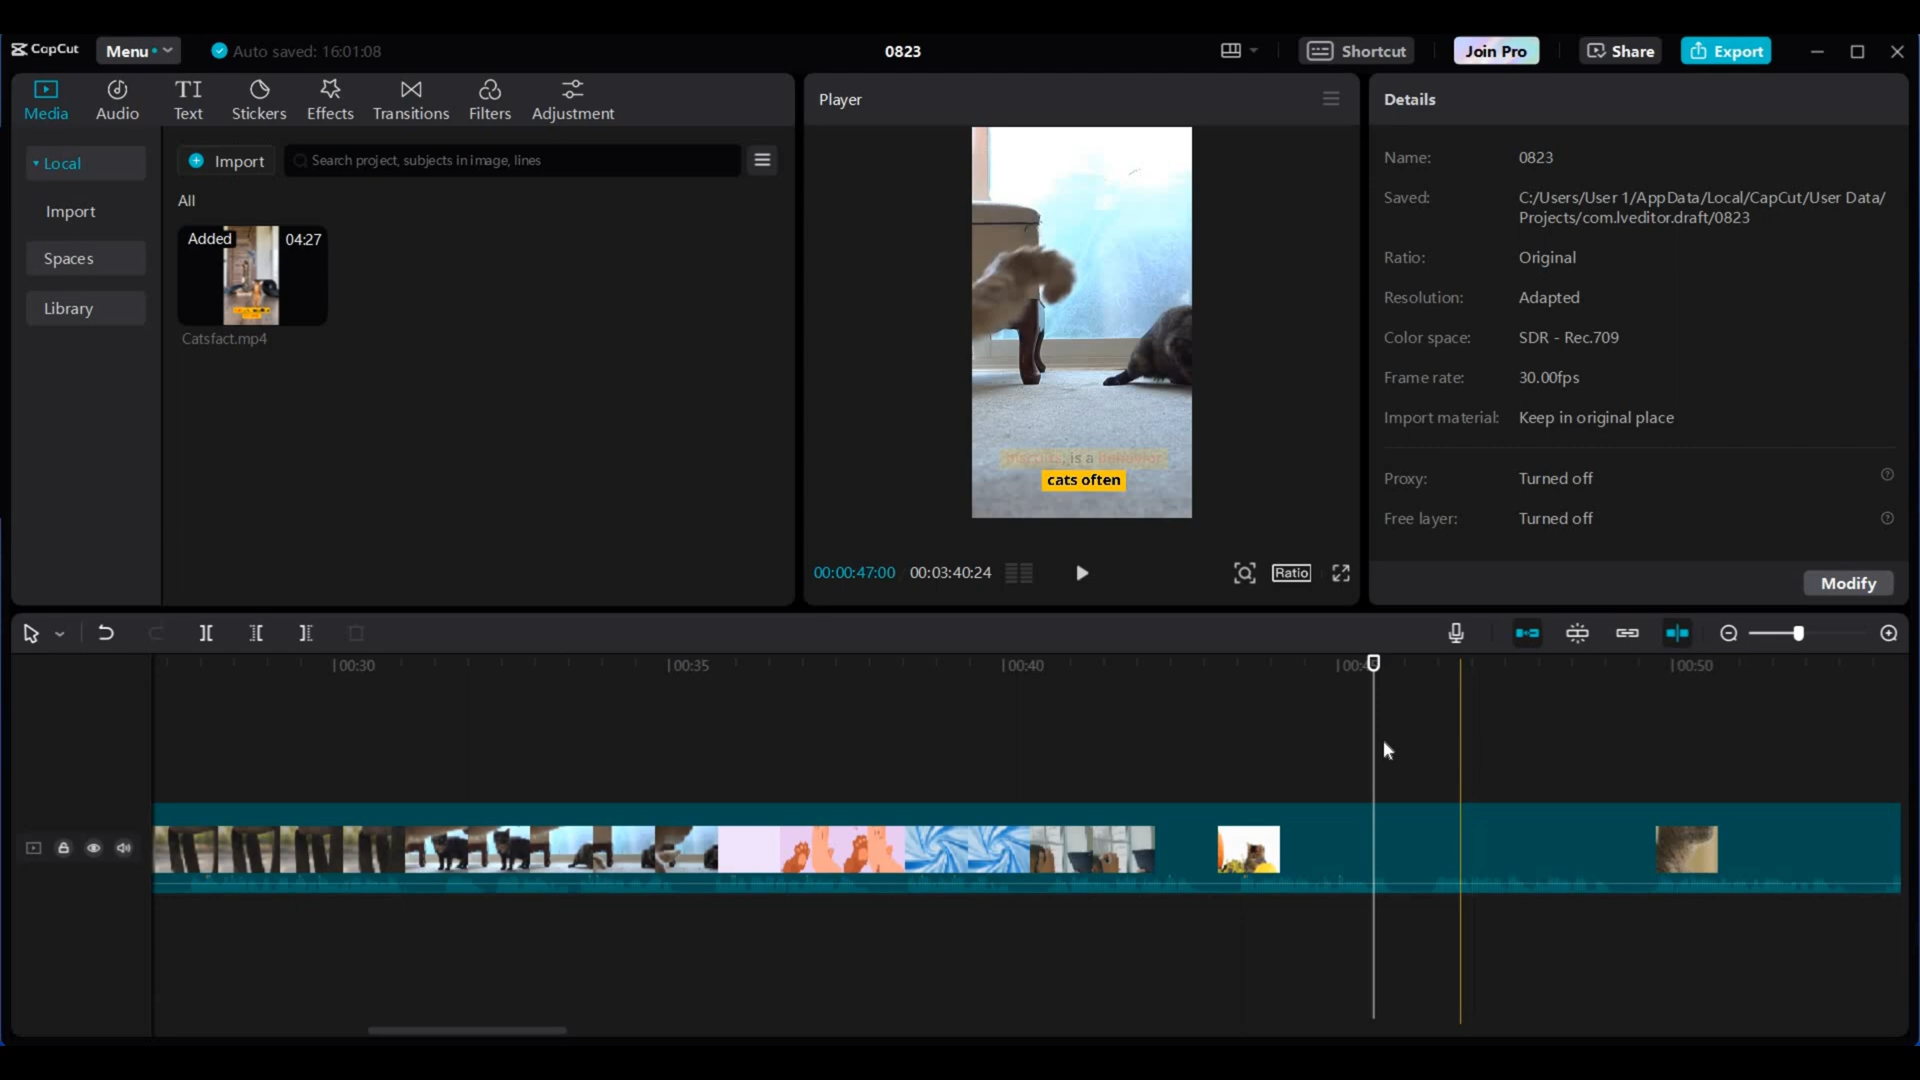 CapCut Menu Auto saved: 16:01:08 0823 Shortcut Join Pro Share Export
Media Audio Text Stickers Effects Transitions Filters Adjustment
Local
Import
Spaces
Library
Import Search project, subjects in image, lines
All
Added 04:27
Catsfact.mp4
Player
is a behavior
cats often
00:00:47:00 00:03:40:24 Ratio
Details
Name: 0823
Saved: C:/Users/User 1/AppData/Local/CapCut/User Data/
Projects/com.lveditor.draft/0823
Ratio: Original
Resolution: Adapted
Color space: SDR - Rec.709
Frame rate: 30.00fps
Import material: Keep in original place
Proxy: Turned off
Free layer: Turned off
Modify
00:30 00:35 00:40 00:50